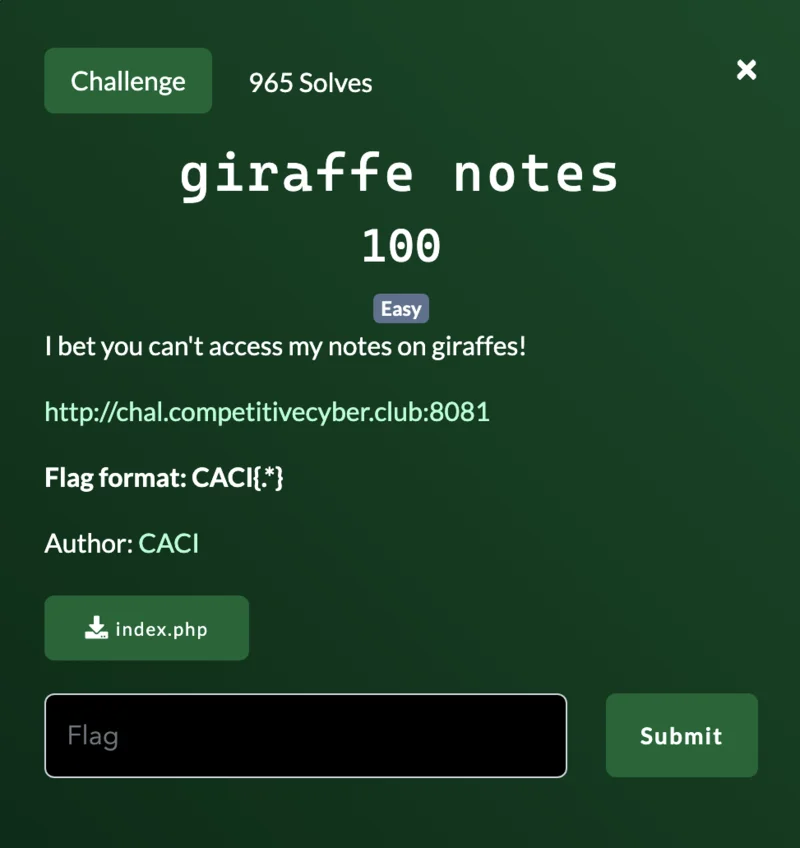 Challenge
965 Solves
×
giraffe notes
100
Easy
I bet you can't access my notes on giraffes!
http://chal.competitivecyber.club:8081
Flag format: CACI{.*}
Author: CACI
index.php
Flag
Submit